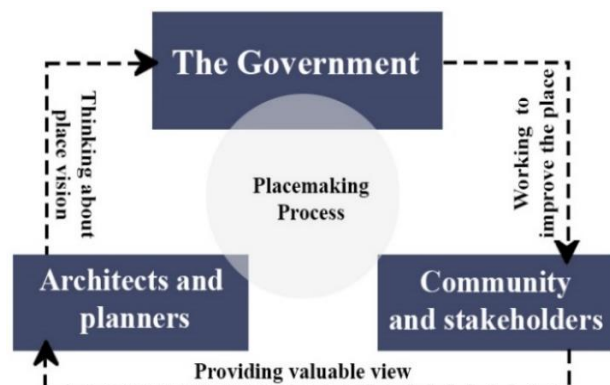 The Government
Thinking about
place vision
Working to
improve the place
Placemaking
Process
Architects and
planners
Community
and stakeholders
Providing valuable view